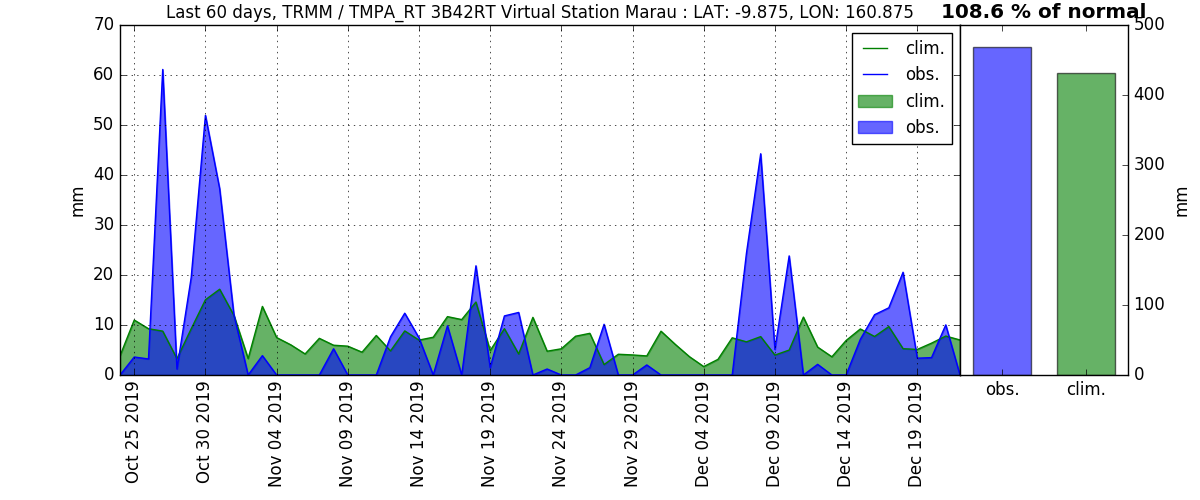 Last 60 days, TRMM / TMPA_RT 3B42RT Virtual Station Marau : LAT: -9.875, LON: 160.875
108.6 % of normal
70
60
50
40
30
20
10
0
mm
clim.
obs.
clim.
obs.
500
400
300
200
100
0
mm
obs.
clim.
Oct 25 2019
Oct 30 2019
Nov 04 2019
Nov 09 2019
Nov 14 2019
Nov 19 2019
Nov 24 2019
Nov 29 2019
Dec 04 2019
Dec 09 2019
Dec 14 2019
Dec 19 2019